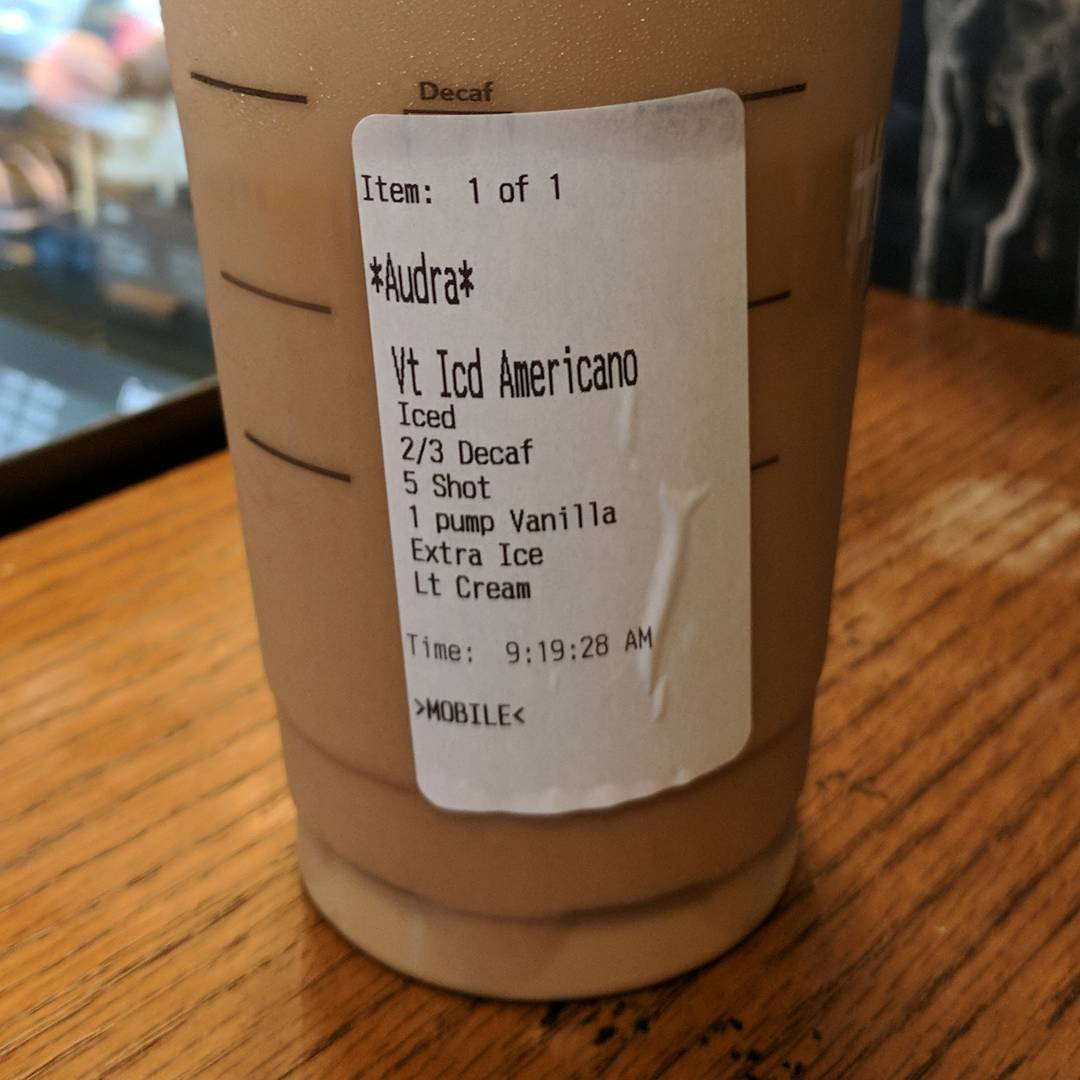 Decaf
Item: 1 of 1
*Audra*
Vt Icd Americano
Iced
2/3 Decaf
5 Shot
1 pump Vanilla
Extra Ice
Lt Cream
Time: 9:19:28 AM
>MOBILE<